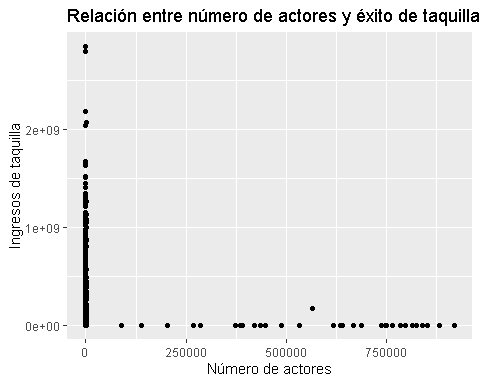 Relación entre número de actores y éxito de taquilla
Ingresos de taquilla
2e+09
1e+09
0e+00
0
250000
500000
750000
Número de actores